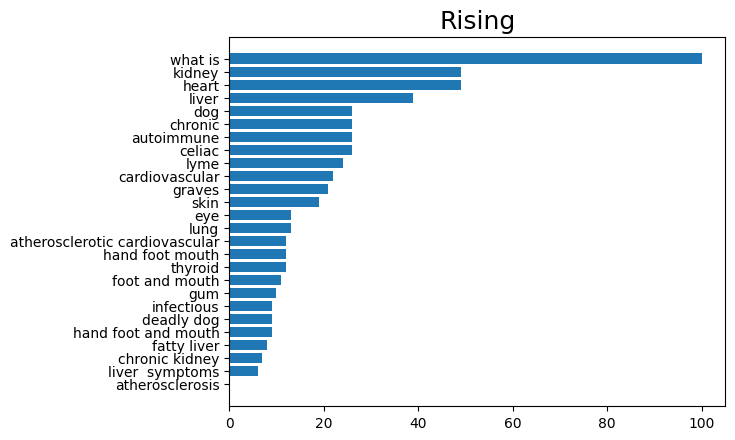 Rising
what is
kidney
heart
liver
dog
chronic
autoimmune
celiac
lyme
cardiovascular
graves
skin
eye
lung
atherosclerotic cardiovascular
hand foot mouth
thyroid
foot and mouth
gum
infectious
deadly dog
hand foot and mouth
fatty liver
chronic kidney
liver  symptoms
atherosclerosis
0 20 40 60 80 100